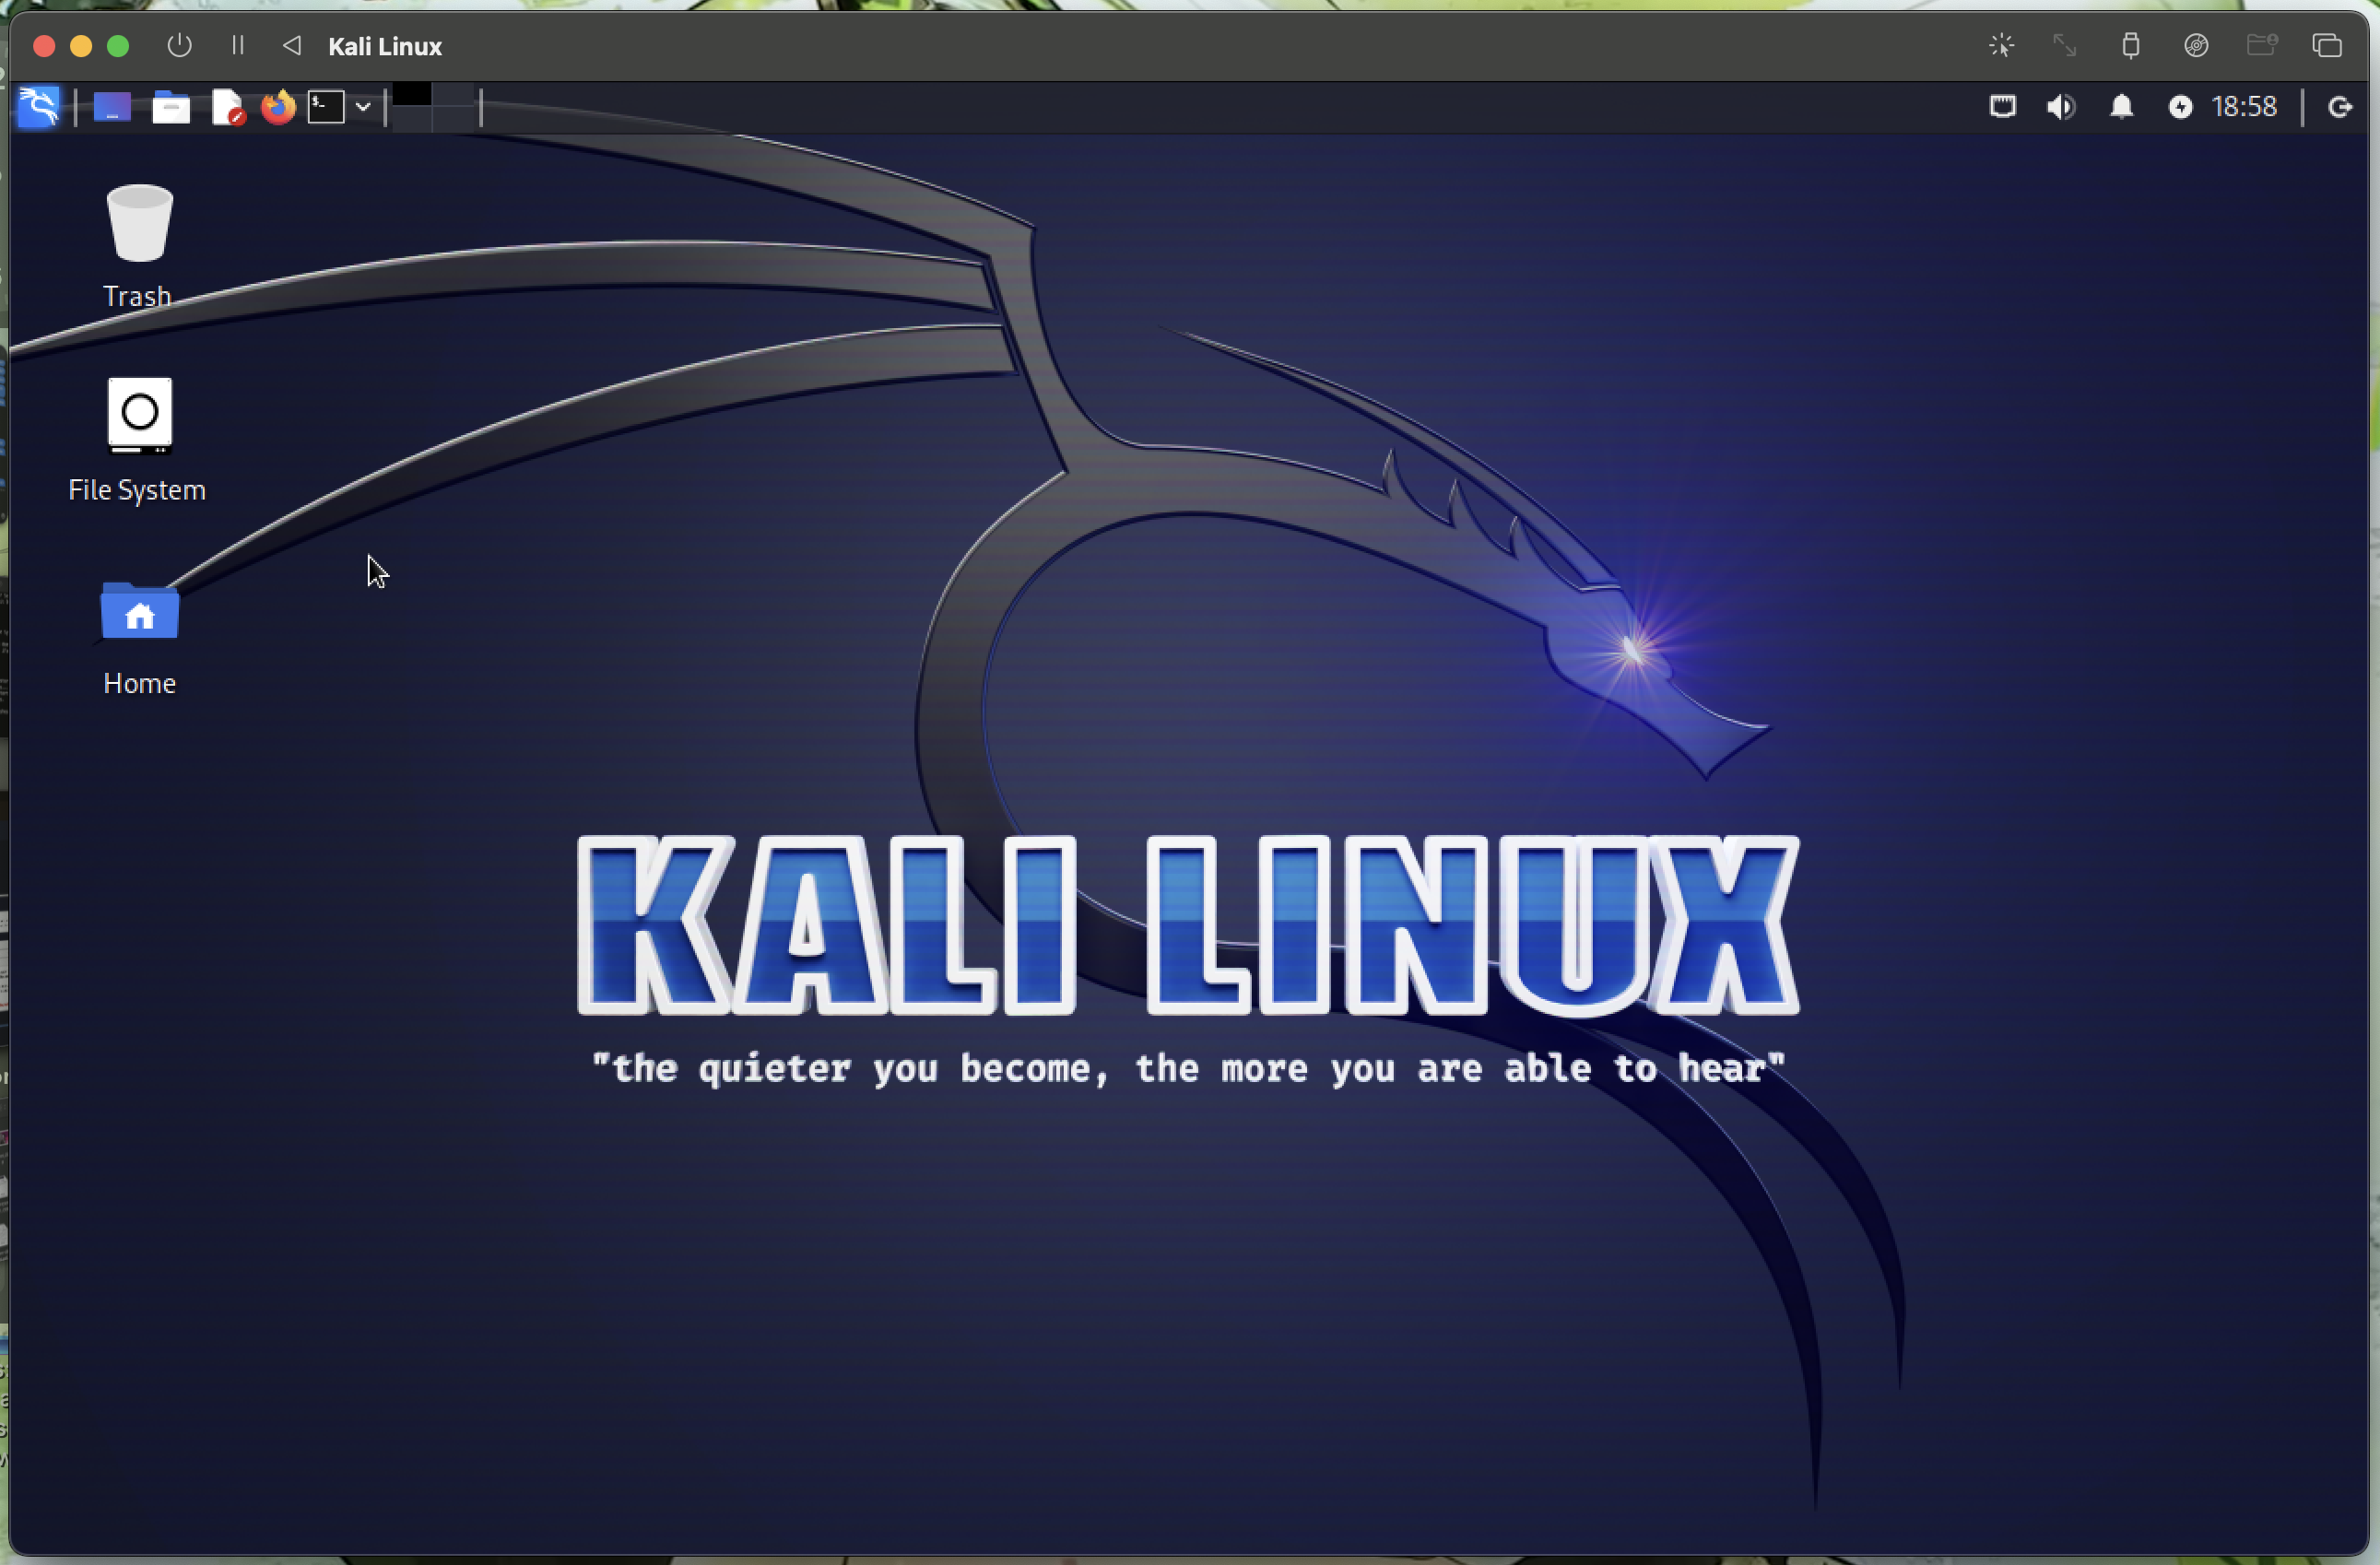 Kali Linux
$_
18:58
Trash
File System
Home
KALI LINUX
"the quieter you become, the more you are able to hear"